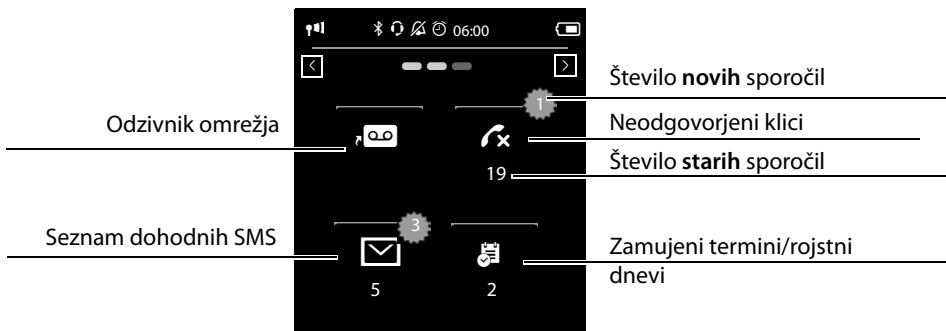 06:00
Število novih sporočil
1
Odzivnik omrežja
Neodgovorjeni klici
Število starih sporočil
19
Seznam dohodnih SMS
3
Zamujeni termini/rojstni
dnevi
5
2